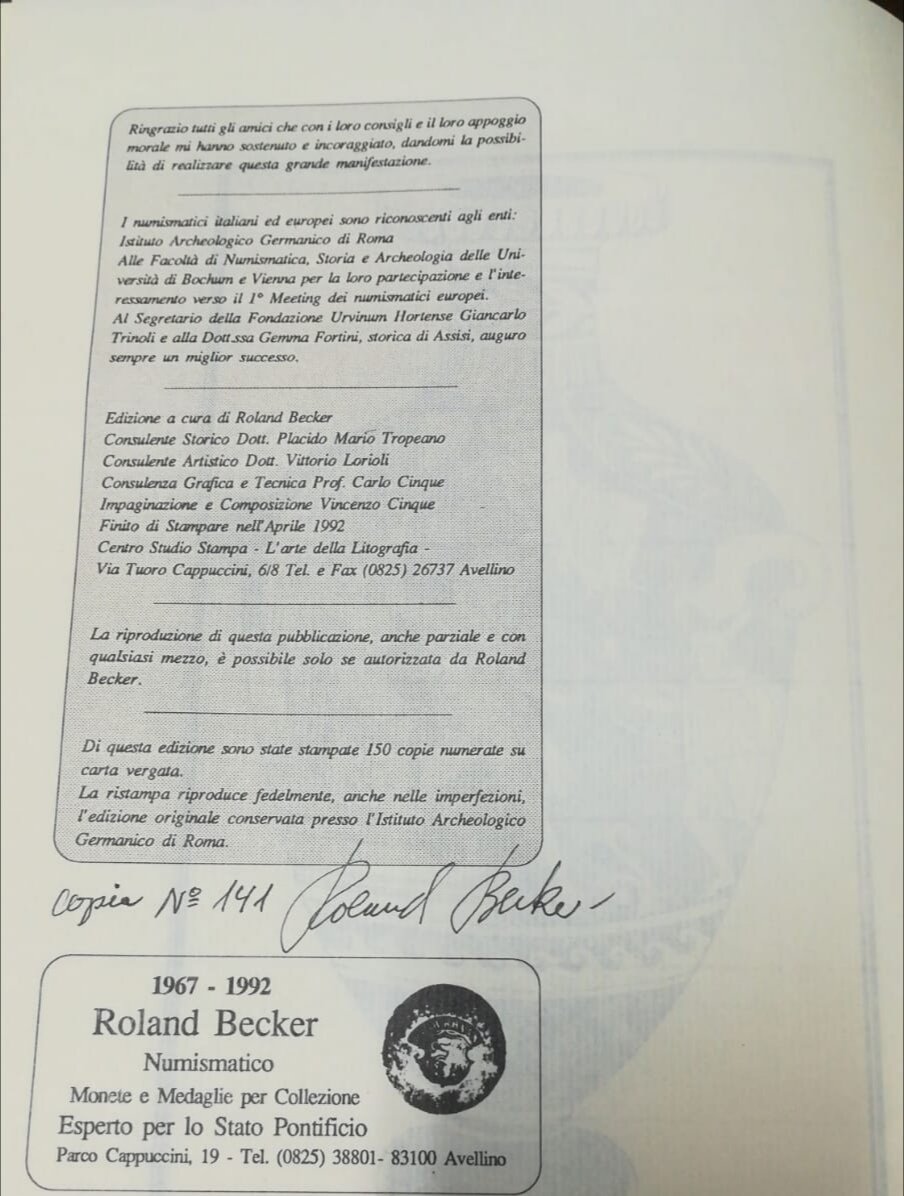 Ringrazio tutti gli amici che con i loro consigli e il loro appoggio
morale mi hanno sostenuto e incoraggiato, dandomi la possibi-
lità di realizzare questa grande manifestazione.
I numismatici italiani ed europei sono riconoscenti agli enti:
Istituto Archeologico Germanico di Roma
Alle Facoltà di Numismatica, Storia e Archeologia delle Uni-
versità di Bochum e Vienna per la loro partecipazione e l'inte-
ressamento verso il 1° Meeting dei numismatici europei.
Al Segretario della Fondazione Urvinum Hortense Giancarlo
Trinoli e alla Dott.ssa Gemma Fortini, storica di Assisi, auguro
sempre un miglior successo.
Edizione a cura di Roland Becker
Consulente Storico Dott. Placido Mario Tropeano
Consulente Artistico Dott. Vittorio Lorioli
Consulenza Grafica e Tecnica Prof. Carlo Cinque
Impaginazione e Composizione Vincenzo Cinque
Finito di Stampare nell'Aprile 1992
Centro Studio Stampa - L'arte della Litografia -
Via Tuoro Cappuccini, 6/8 Tel. e Fax (0825) 26737 Avellino
La riproduzione di questa pubblicazione, anche parziale e con
qualsiasi mezzo, è possibile solo se autorizzata da Roland
Becker.
Di questa edizione sono state stampate 150 copie numerate su
carta vergata.
La ristampa riproduce fedelmente, anche nelle imperfezioni,
l'edizione originale conservata presso l'Istituto Archeologico
Germanico di Roma.
copia Nº 141 Roland Becker
1967 - 1992
Roland Becker
Numismatico
Monete e Medaglie per Collezione
Esperto per lo Stato Pontificio
Parco Cappuccini, 19 - Tel. (0825) 38801- 83100 Avellino